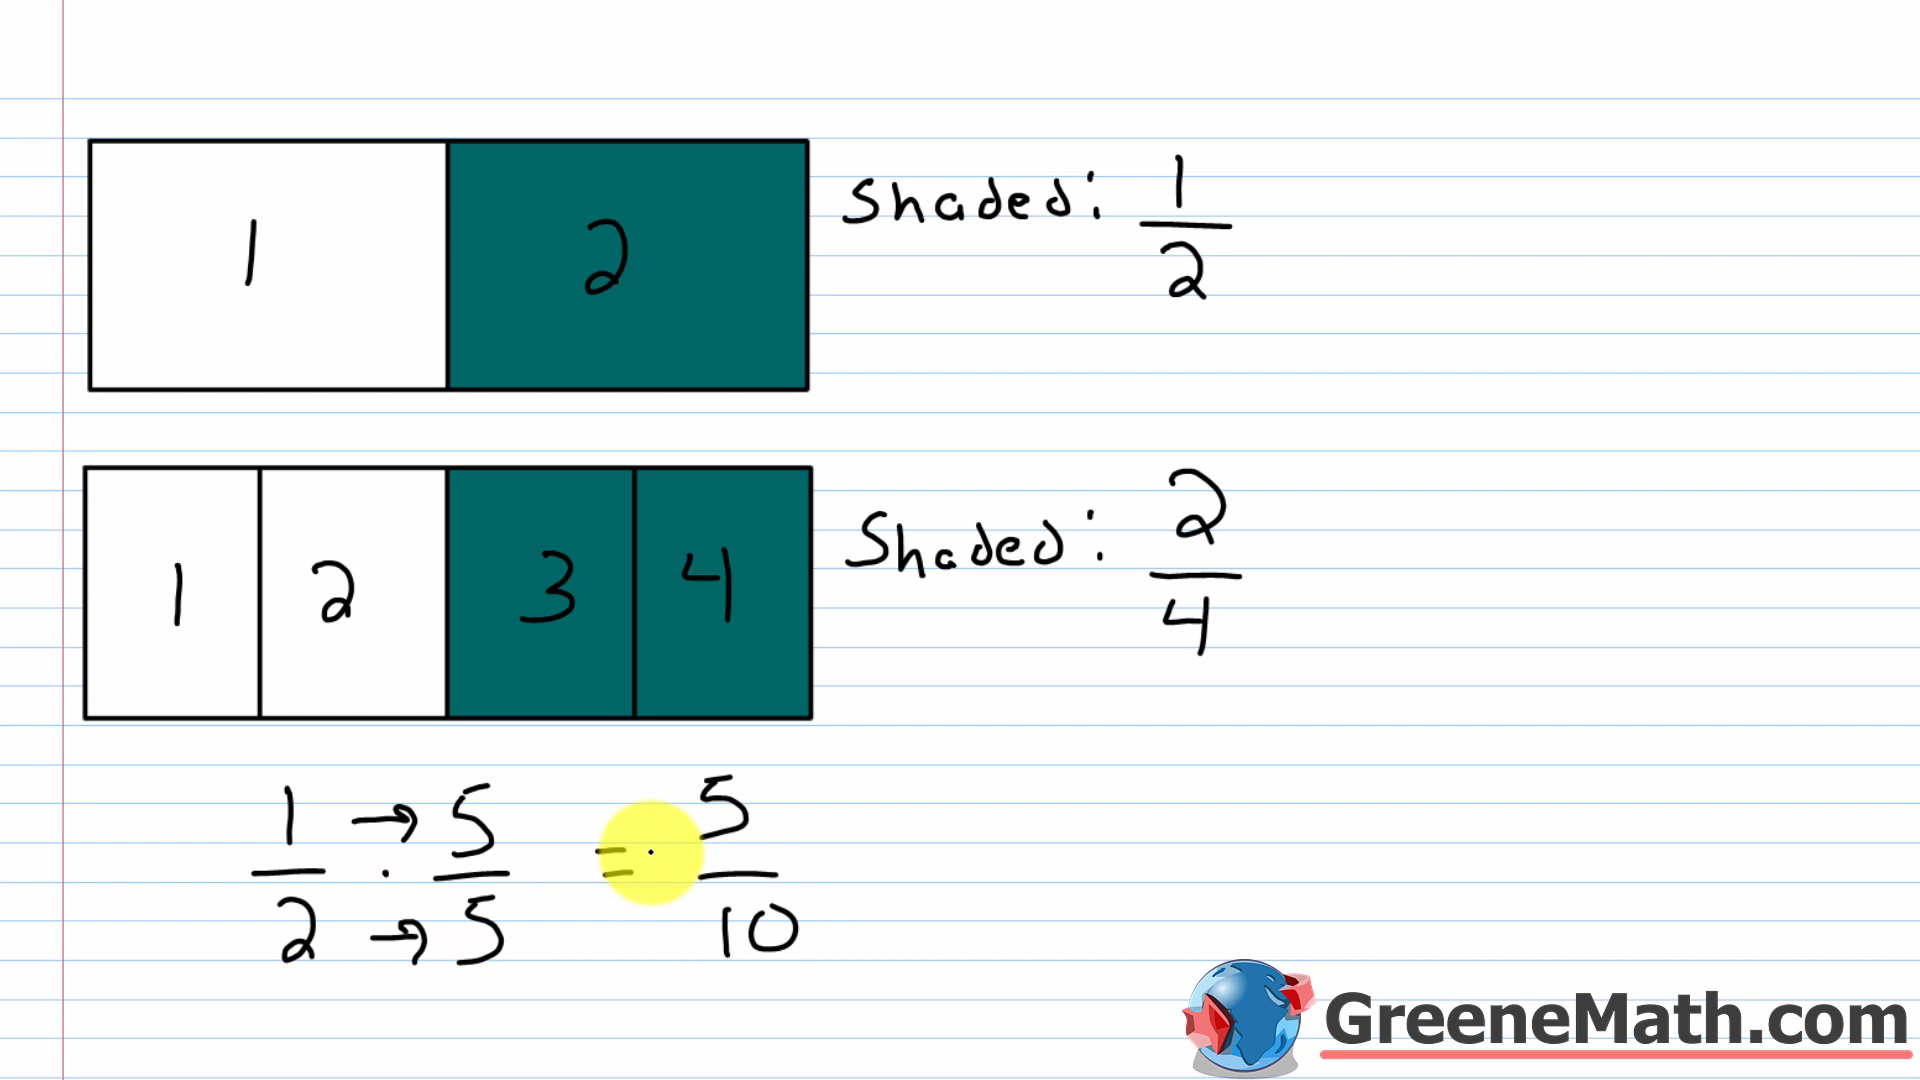 1 2 Shaded: 1/2
1 2 3 4 Shaded: 2/4
1/2 → · → 5/5 = 5/10
GreeneMath.com